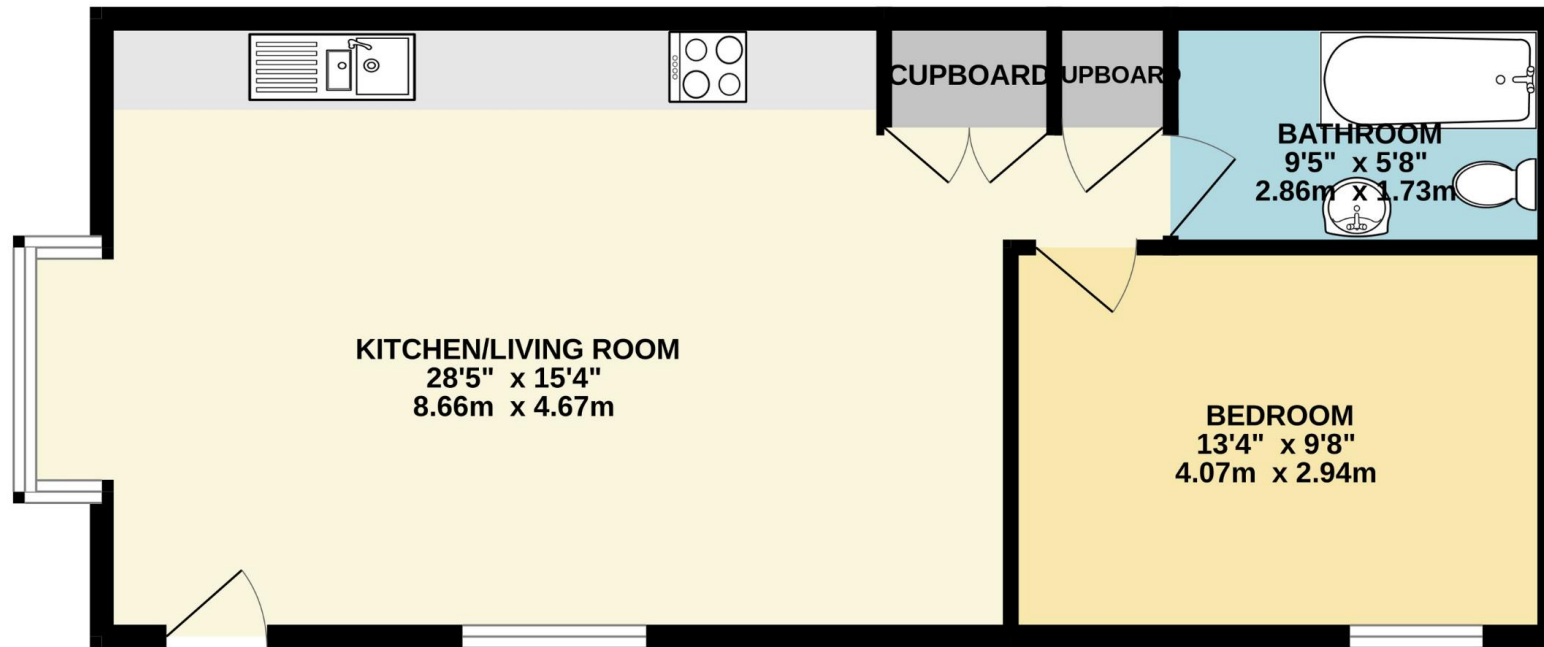 CUPBOARD
UPBOARD
BATHROOM
9'5" x 5'8"
2.86m x 1.73m
KITCHEN/LIVING ROOM
28'5" x 15'4"
8.66m x 4.67m
BEDROOM
13'4" x 9'8"
4.07m x 2.94m